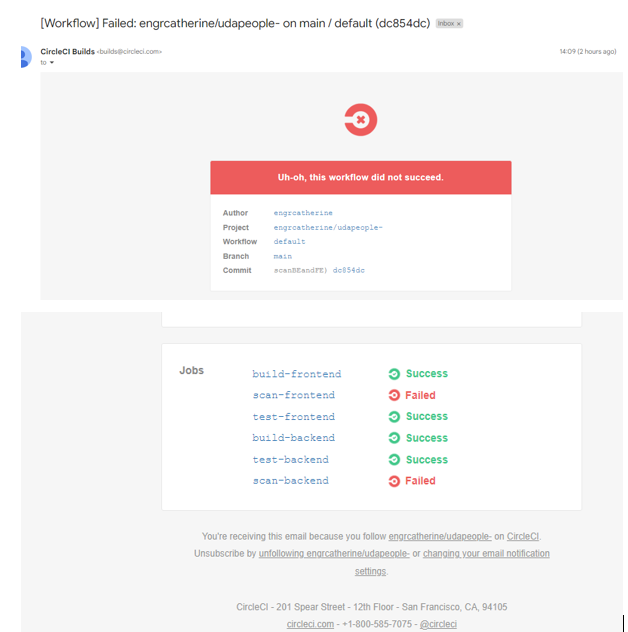 [Workflow] Failed: engrcatherine/udapeople- on main / default (dc854dc) Inbox ×
CircleCI Builds <builds@circleci.com> 14:09 (2 hours ago)
to
Uh-oh, this workflow did not succeed.
Author engrcatherine
Project engrcatherine/udapeople-
Workflow default
Branch main
Commit scanBEandFE) dc854dc
Jobs
build-frontend Success
scan-frontend Failed
test-frontend Success
build-backend Success
test-backend Success
scan-backend Failed
You're receiving this email because you follow engrcatherine/udapeople- on CircleCI.
Unsubscribe by unfollowing engrcatherine/udapeople- or changing your email notification
settings.
CircleCI - 201 Spear Street - 12th Floor - San Francisco, CA, 94105
circleci.com - +1-800-585-7075 - @circleci